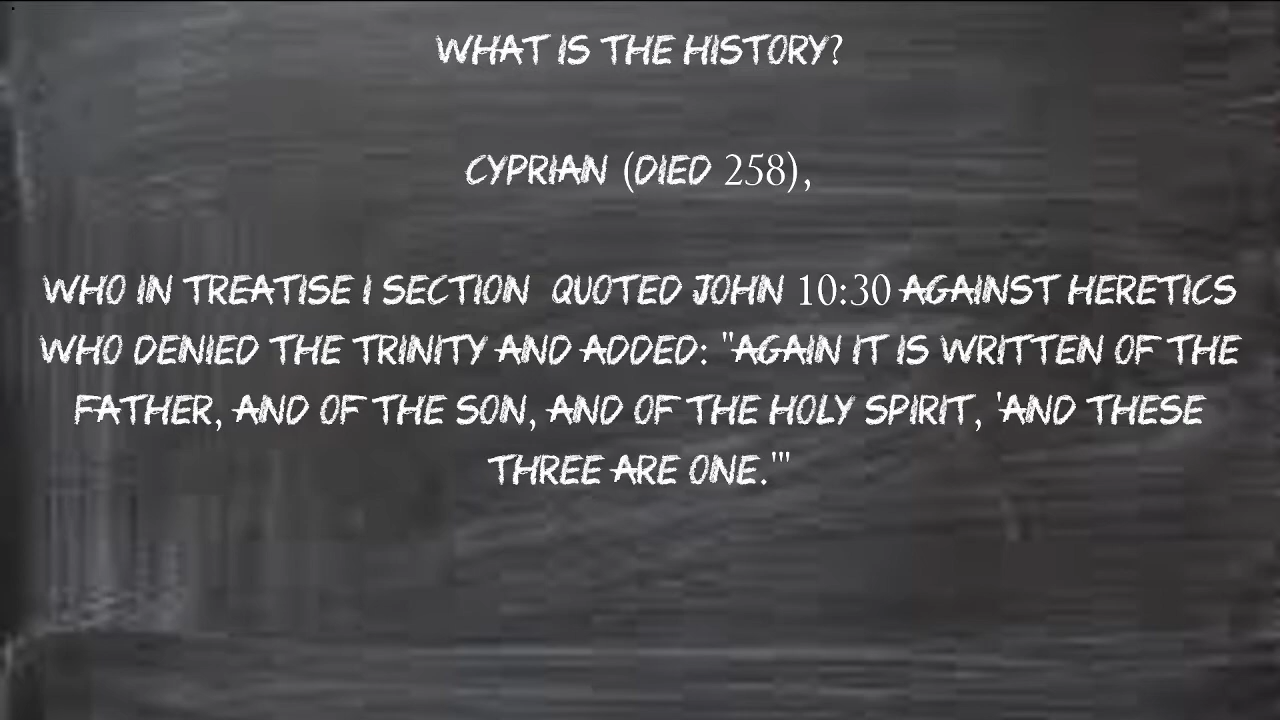 WHAT IS THE HISTORY?
CYPRIAN (DIED 258),
WHO IN TREATISE I SECTION QUOTED JOHN 10:30 AGAINST HERETICS
WHO DENIED THE TRINITY AND ADDED: "AGAIN IT IS WRITTEN OF THE
FATHER, AND OF THE SON, AND OF THE HOLY SPIRIT, 'AND THESE
THREE ARE ONE.'"